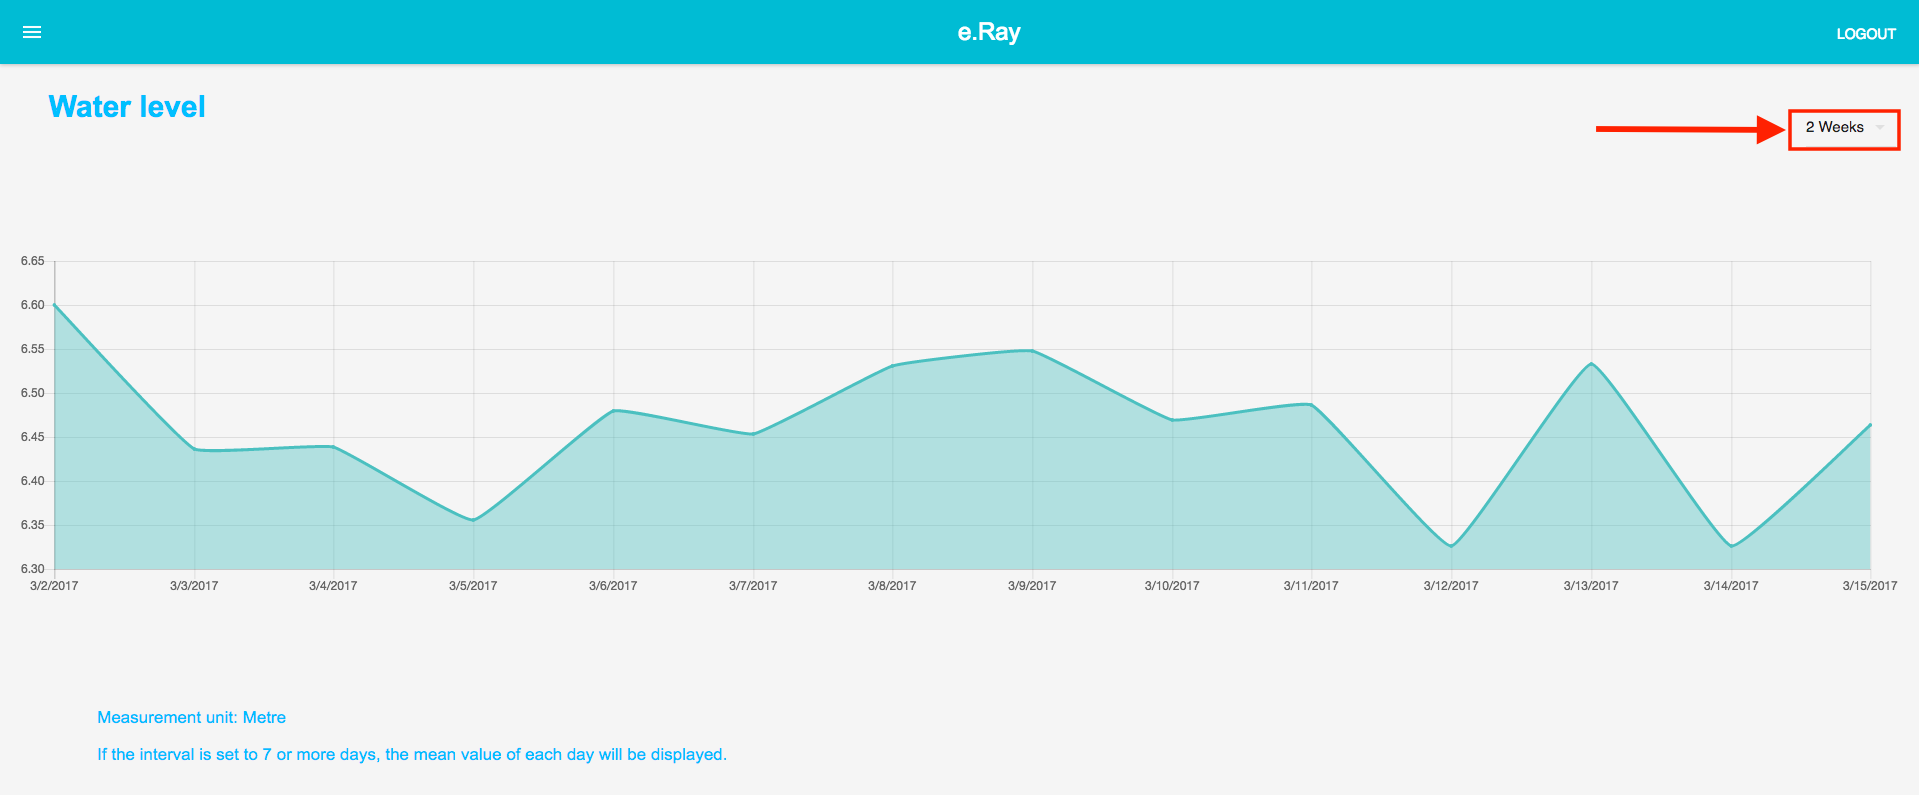 e.Ray
LOGOUT
Water level
2 Weeks
6.65
6.60
6.55
6.50
6.45
6.40
6.35
6.30
3/2/2017 3/3/2017 3/4/2017 3/5/2017 3/6/2017 3/7/2017 3/8/2017 3/9/2017 3/10/2017 3/11/2017 3/12/2017 3/13/2017 3/14/2017 3/15/2017
Measurement unit: Metre
If the interval is set to 7 or more days, the mean value of each day will be displayed.